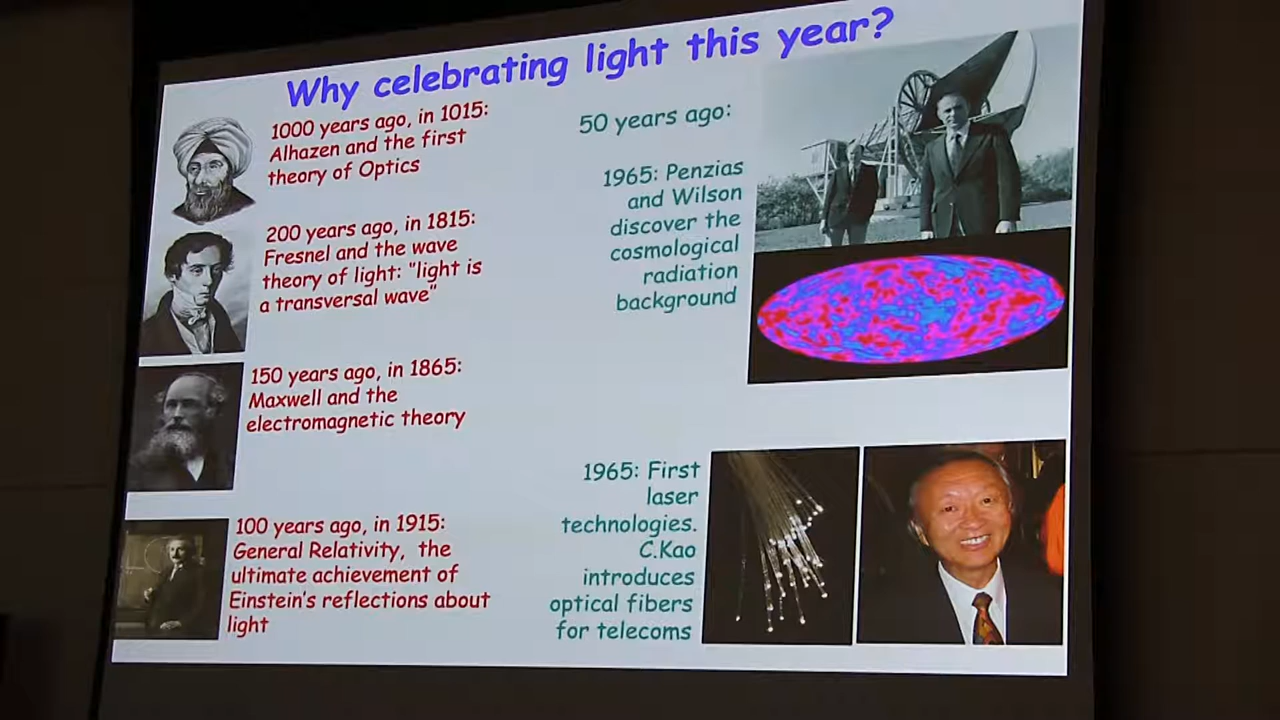 Why celebrating light this year?
1000 years ago, in 1015:
Alhazen and the first
theory of Optics
200 years ago, in 1815:
Fresnel and the wave
theory of light: "light is
a transversal wave"
150 years ago, in 1865:
Maxwell and the
electromagnetic theory
100 years ago, in 1915:
General Relativity, the
ultimate achievement of
Einstein's reflections about
light
50 years ago:
1965: Penzias
and Wilson
discover the
cosmological
radiation
background
1965: First
laser
technologies.
C.Kao
introduces
optical fibers
for telecoms